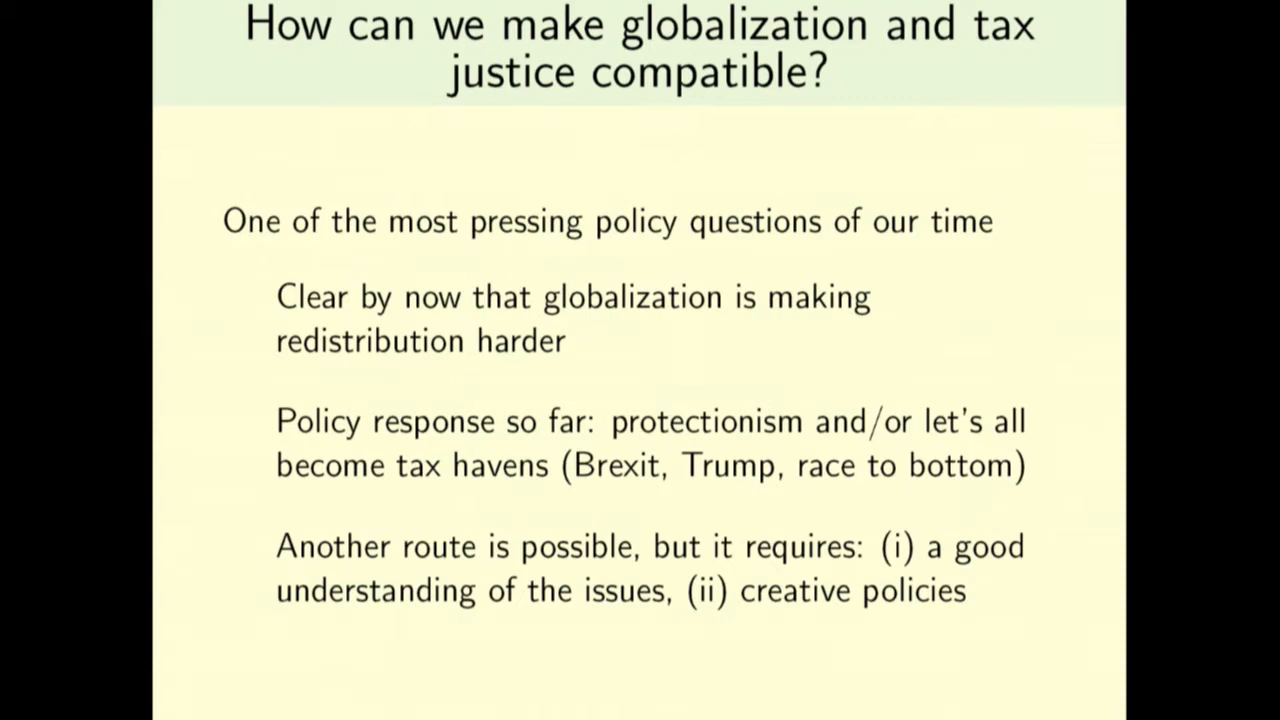 How can we make globalization and tax
justice compatible?
One of the most pressing policy questions of our time
Clear by now that globalization is making
redistribution harder
Policy response so far: protectionism and/or let's all
become tax havens (Brexit, Trump, race to bottom)
Another route is possible, but it requires: (i) a good
understanding of the issues, (ii) creative policies